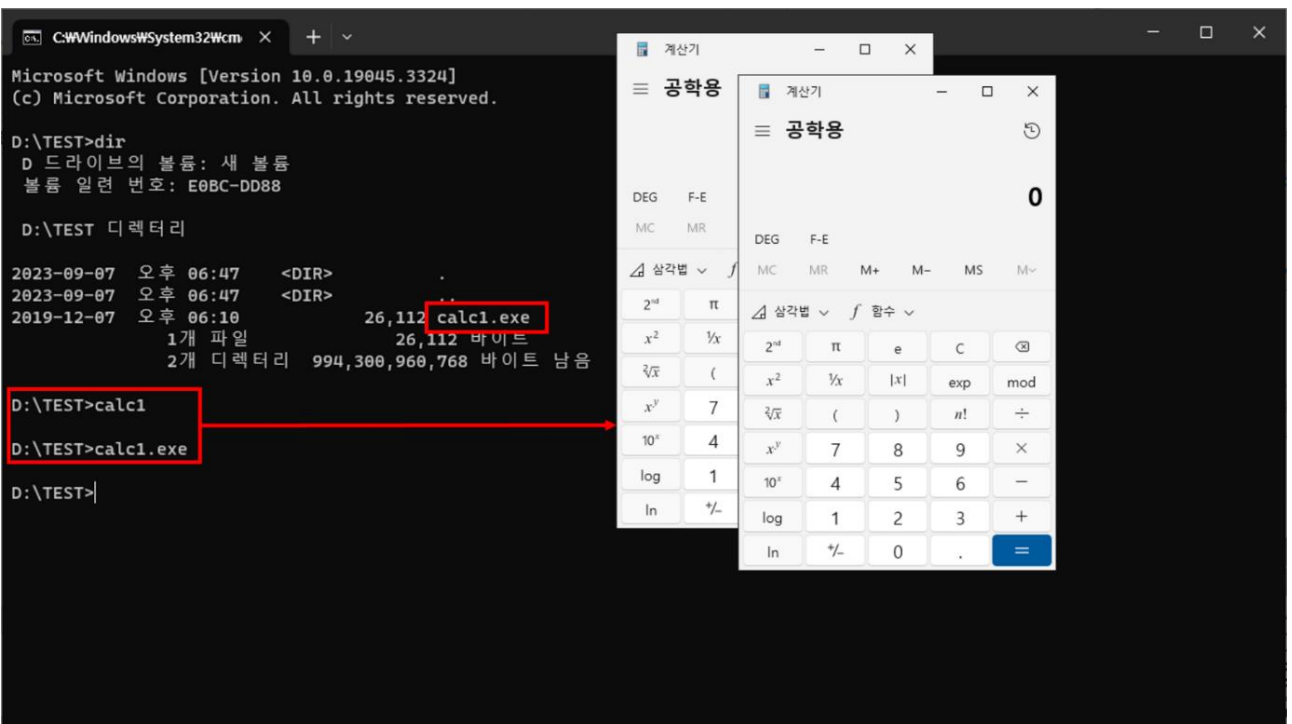 C:₩Windows₩System32₩cm
Microsoft Windows [Version 10.0.19045.3324]
(c) Microsoft Corporation. All rights reserved.
D:\TEST>dir
D 드라이브의 볼륨: 새 볼륨
볼륨 일련 번호: E0BC-DD88
D:\TEST 디렉터리
2023-09-07 오후 06:47 <DIR> .
2023-09-07 오후 06:47 <DIR> ..
2019-12-07 오후 06:10 26,112 calc1.exe
1개 파일 26,112 바이트
2개 디렉터리 994,300,960,768 바이트 남음
D:\TEST>calc1
D:\TEST>calc1.exe
D:\TEST>
계산기
공학용
DEG F-E
MC MR
삼각법 f
2ⁿᵈ π
x² ¹/x
²√x (
xʸ 7
10ˣ 4
log 1
ln +/-
계산기
공학용
0
DEG F-E
MC MR M+ M- MS M
삼각법 f 함수
2ⁿᵈ π e C
x² ¹/x |x| exp mod
²√x ( ) n! ÷
xʸ 7 8 9 ×
10ˣ 4 5 6 −
log 1 2 3 +
ln +/- 0 . =